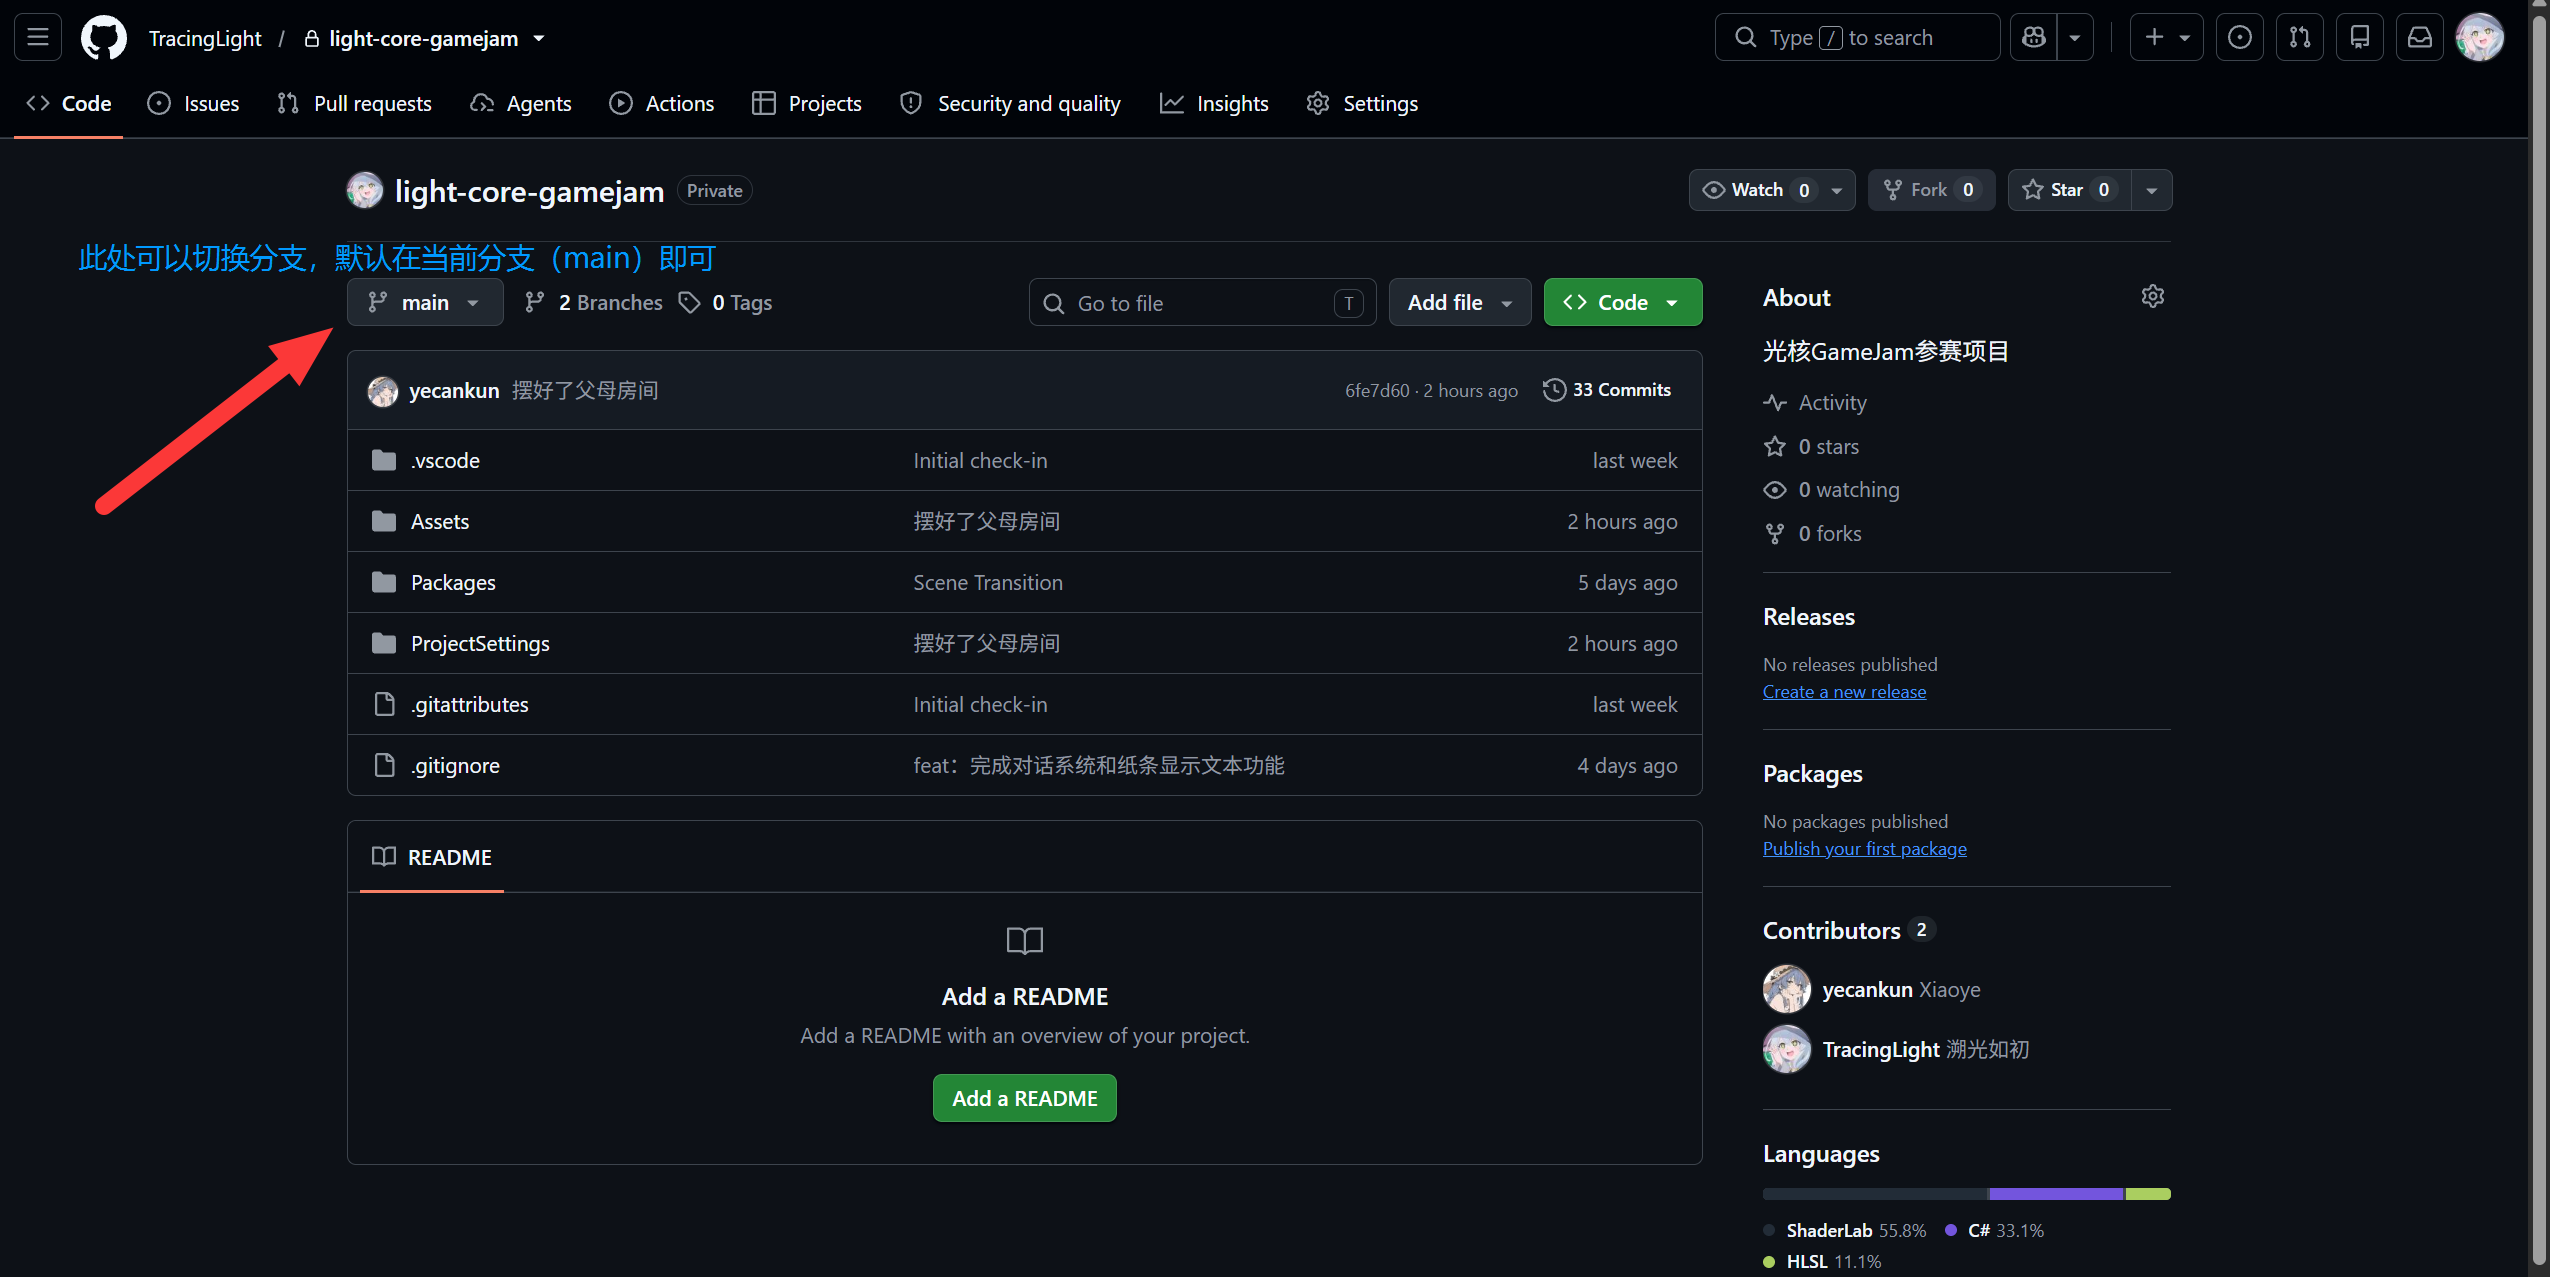 TracingLight / light-core-gamejam
Type / to search
Code Issues Pull requests Agents Actions Projects Security and quality Insights Settings
light-core-gamejam Private
Watch 0 Fork 0 Star 0
此处可以切换分支，默认在当前分支（main）即可
main 2 Branches 0 Tags
Go to file T Add file Code
yecankun 摆好了父母房间 6fe7d60 · 2 hours ago 33 Commits
.vscode Initial check-in last week
Assets 摆好了父母房间 2 hours ago
Packages Scene Transition 5 days ago
ProjectSettings 摆好了父母房间 2 hours ago
.gitattributes Initial check-in last week
.gitignore feat：完成对话系统和纸条显示文本功能 4 days ago
README
Add a README
Add a README with an overview of your project.
Add a README
About
光核GameJam参赛项目
Activity
0 stars
0 watching
0 forks
Releases
No releases published
Create a new release
Packages
No packages published
Publish your first package
Contributors 2
yecankun Xiaoye
TracingLight 溯光如初
Languages
ShaderLab 55.8% C# 33.1%
HLSL 11.1%